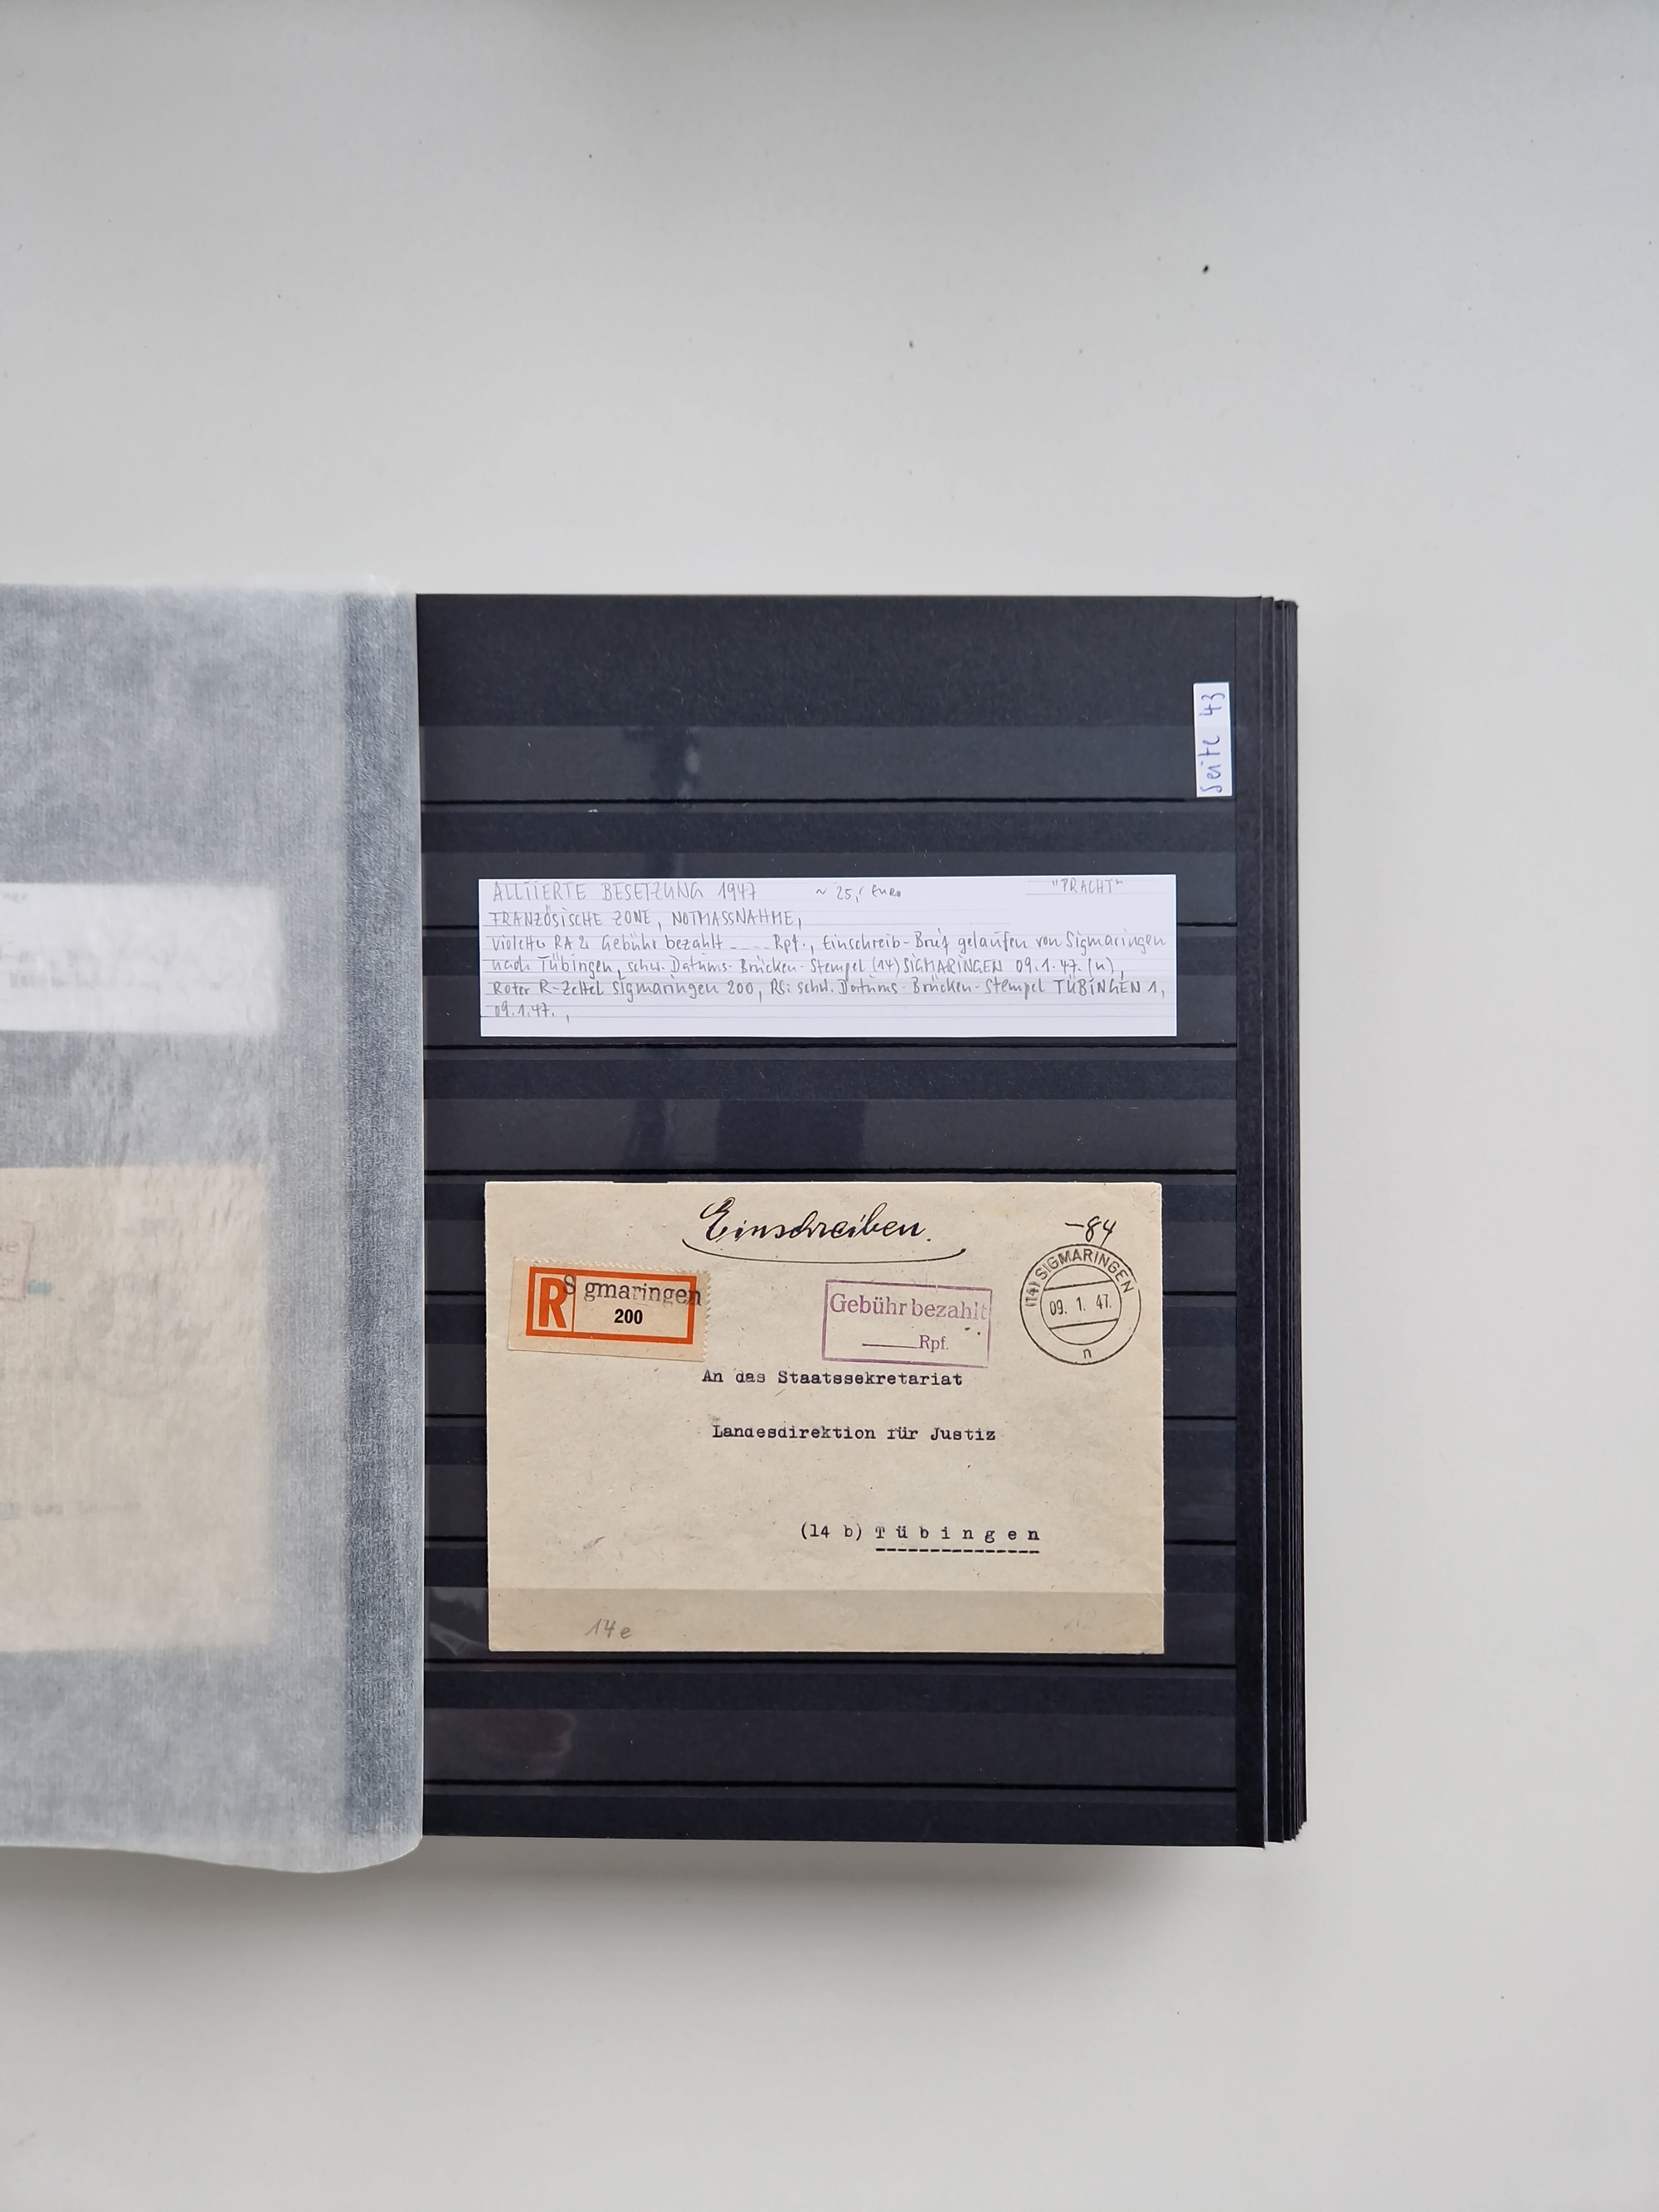 Seite 43
ALLIIERTE BESETZUNG 1947 ~ 25,- EURO "PRACHT"
FRANZÖSISCHE ZONE, NOTMASSNAHME,
violetter RA2 Gebühr bezahlt ____ Rpf., Einschreib-Brief gelaufen von Sigmaringen
nach Tübingen, schw. Datums-Brücken-Stempel (14) SIGMARINGEN 09.1.47. (n),
Roter R-Zettel Sigmaringen 200, RS: schw. Datums-Brücken-Stempel TÜBINGEN 1,
09.1.47.,
Einschreiben.
-84
R S gmaringen
200
Gebühr bezahlt
____Rpf.
(14) SIGMARINGEN
09. 1. 47.
n
An das Staatssekretariat
Landesdirektion für Justiz
(14 b) Tübingen
14e